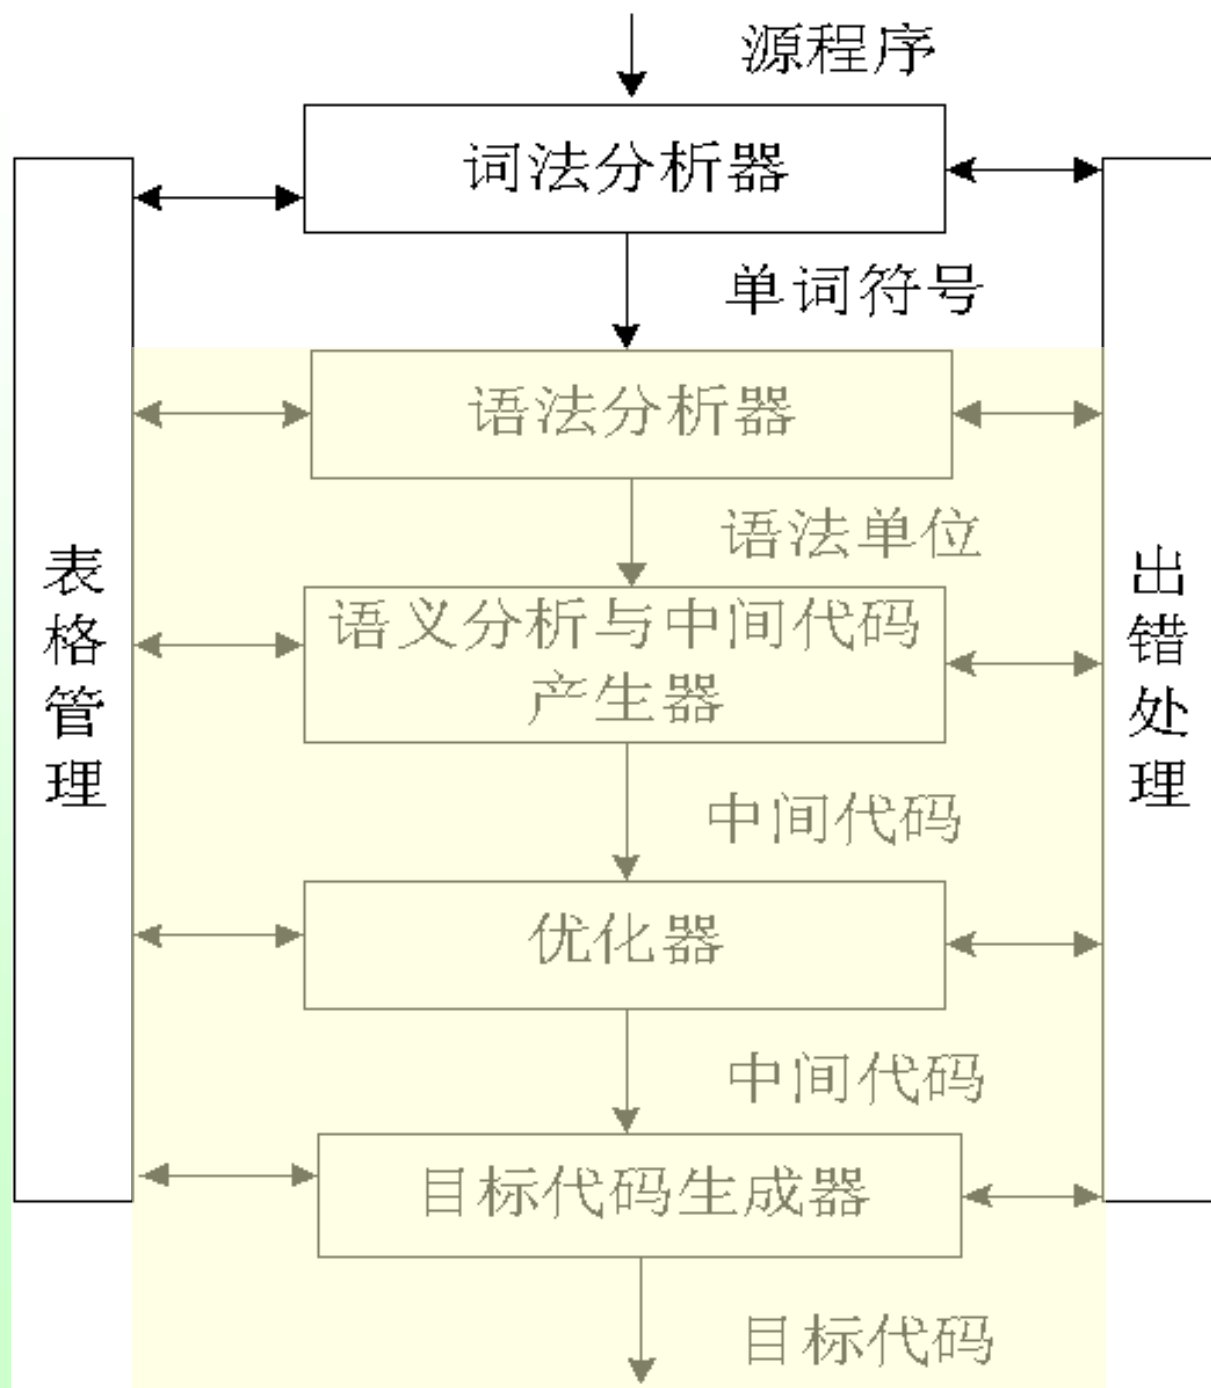 源程序
词法分析器
单词符号
语法分析器
语法单位
语义分析与中间代码
产生器
中间代码
优化器
中间代码
目标代码生成器
目标代码
表格管理
出错处理